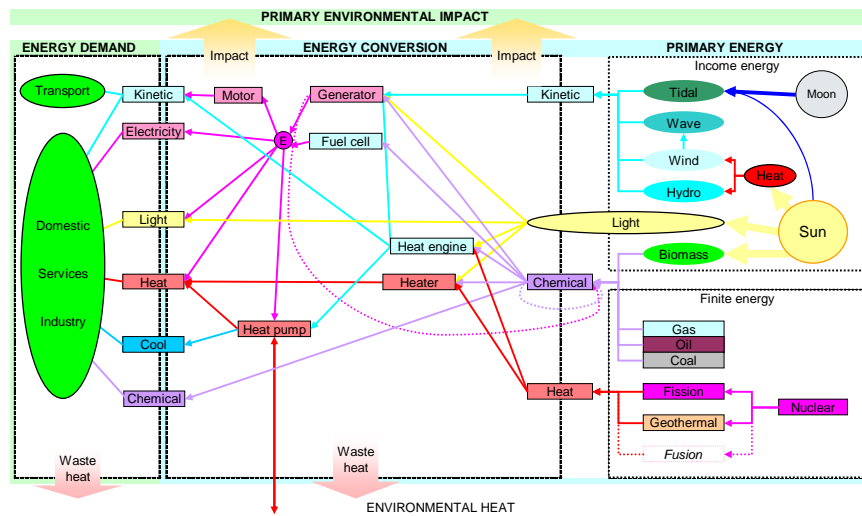 PRIMARY ENVIRONMENTAL IMPACT
ENERGY DEMAND
ENERGY CONVERSION
PRIMARY ENERGY
Impact
Impact
Income energy
Transport
Kinetic
Motor
Generator
Kinetic
Tidal
Moon
Electricity
E
Fuel cell
Wave
Wind
Heat
Hydro
Domestic
Services
Industry
Light
Light
Sun
Heat engine
Biomass
Heat
Heater
Chemical
Finite energy
Heat pump
Cool
Gas
Oil
Coal
Chemical
Heat
Fission
Nuclear
Geothermal
Fusion
Waste
heat
Waste
heat
ENVIRONMENTAL HEAT